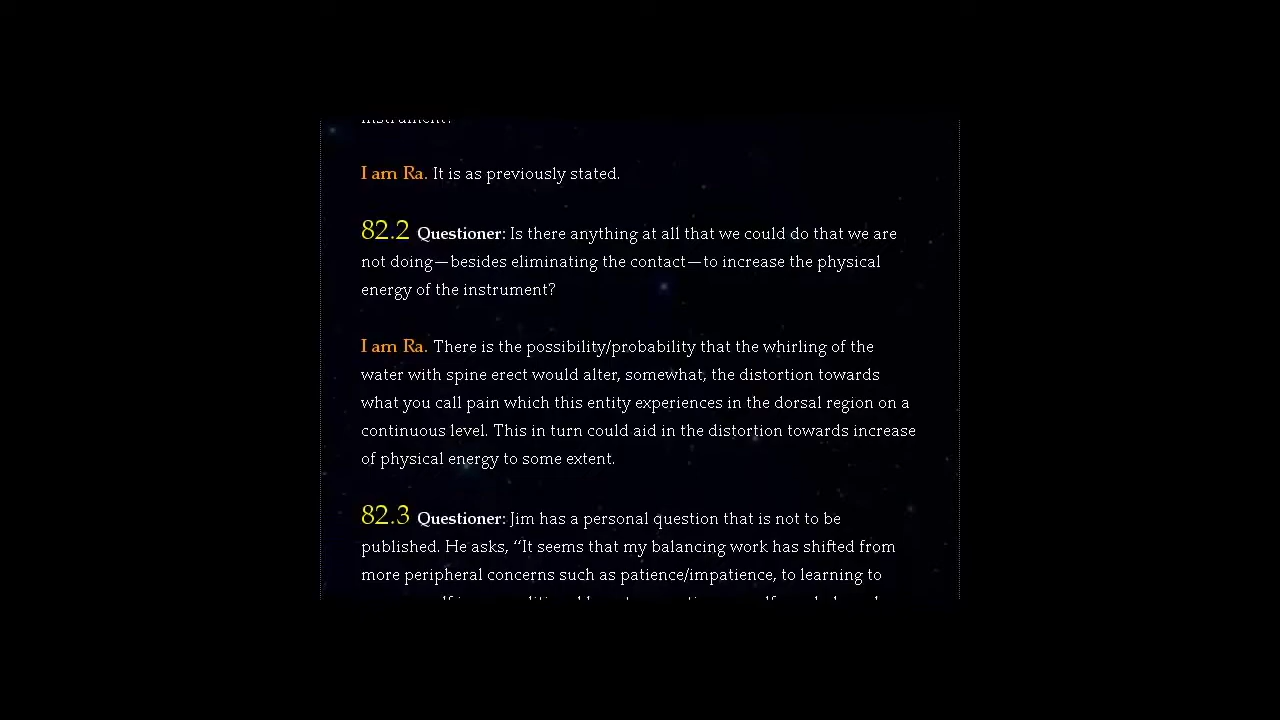 instrument?
I am Ra. It is as previously stated.
82.2 Questioner: Is there anything at all that we could do that we are
not doing—besides eliminating the contact—to increase the physical
energy of the instrument?
I am Ra. There is the possibility/probability that the whirling of the
water with spine erect would alter, somewhat, the distortion towards
what you call pain which this entity experiences in the dorsal region on a
continuous level. This in turn could aid in the distortion towards increase
of physical energy to some extent.
82.3 Questioner: Jim has a personal question that is not to be
published. He asks, “It seems that my balancing work has shifted from
more peripheral concerns such as patience/impatience, to learning to